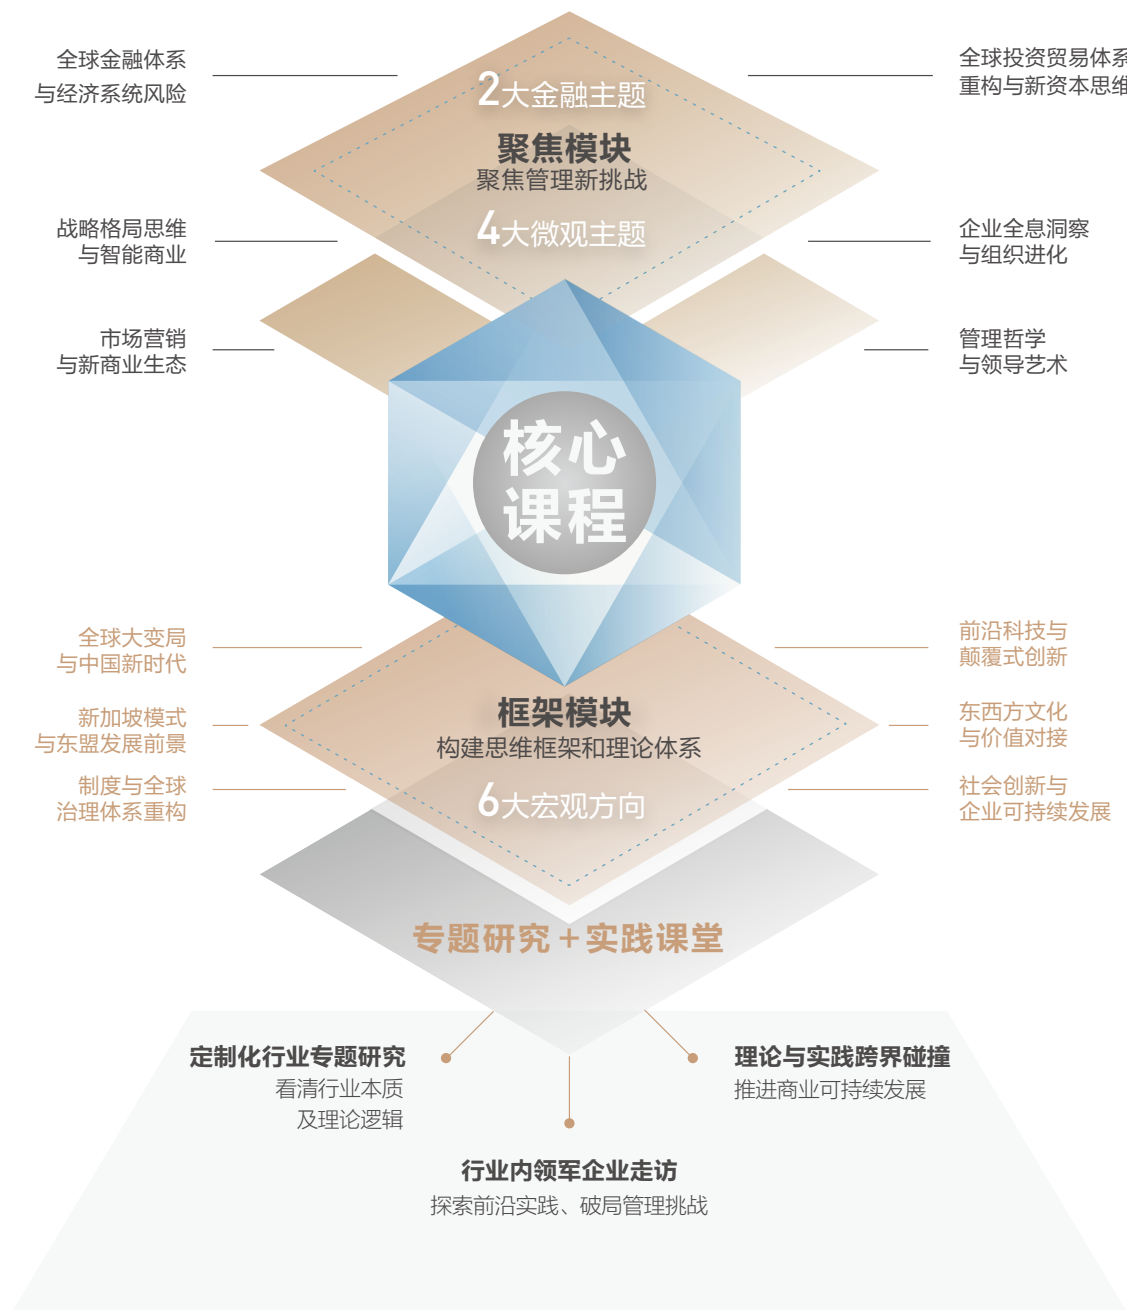 全球金融体系
与经济系统风险
全球投资贸易体系
重构与新资本思维
2大金融主题
聚焦模块
聚焦管理新挑战
4大微观主题
战略格局思维
与智能商业
企业全息洞察
与组织进化
市场营销
与新商业生态
管理哲学
与领导艺术
核心
课程
全球大变局
与中国新时代
前沿科技与
颠覆式创新
新加坡模式
与东盟发展前景
东西方文化
与价值对接
制度与全球
治理体系重构
社会创新与
企业可持续发展
框架模块
构建思维框架和理论体系
6大宏观方向
专题研究+实践课堂
定制化行业专题研究
看清行业本质
及理论逻辑
理论与实践跨界碰撞
推进商业可持续发展
行业内领军企业走访
探索前沿实践、破局管理挑战